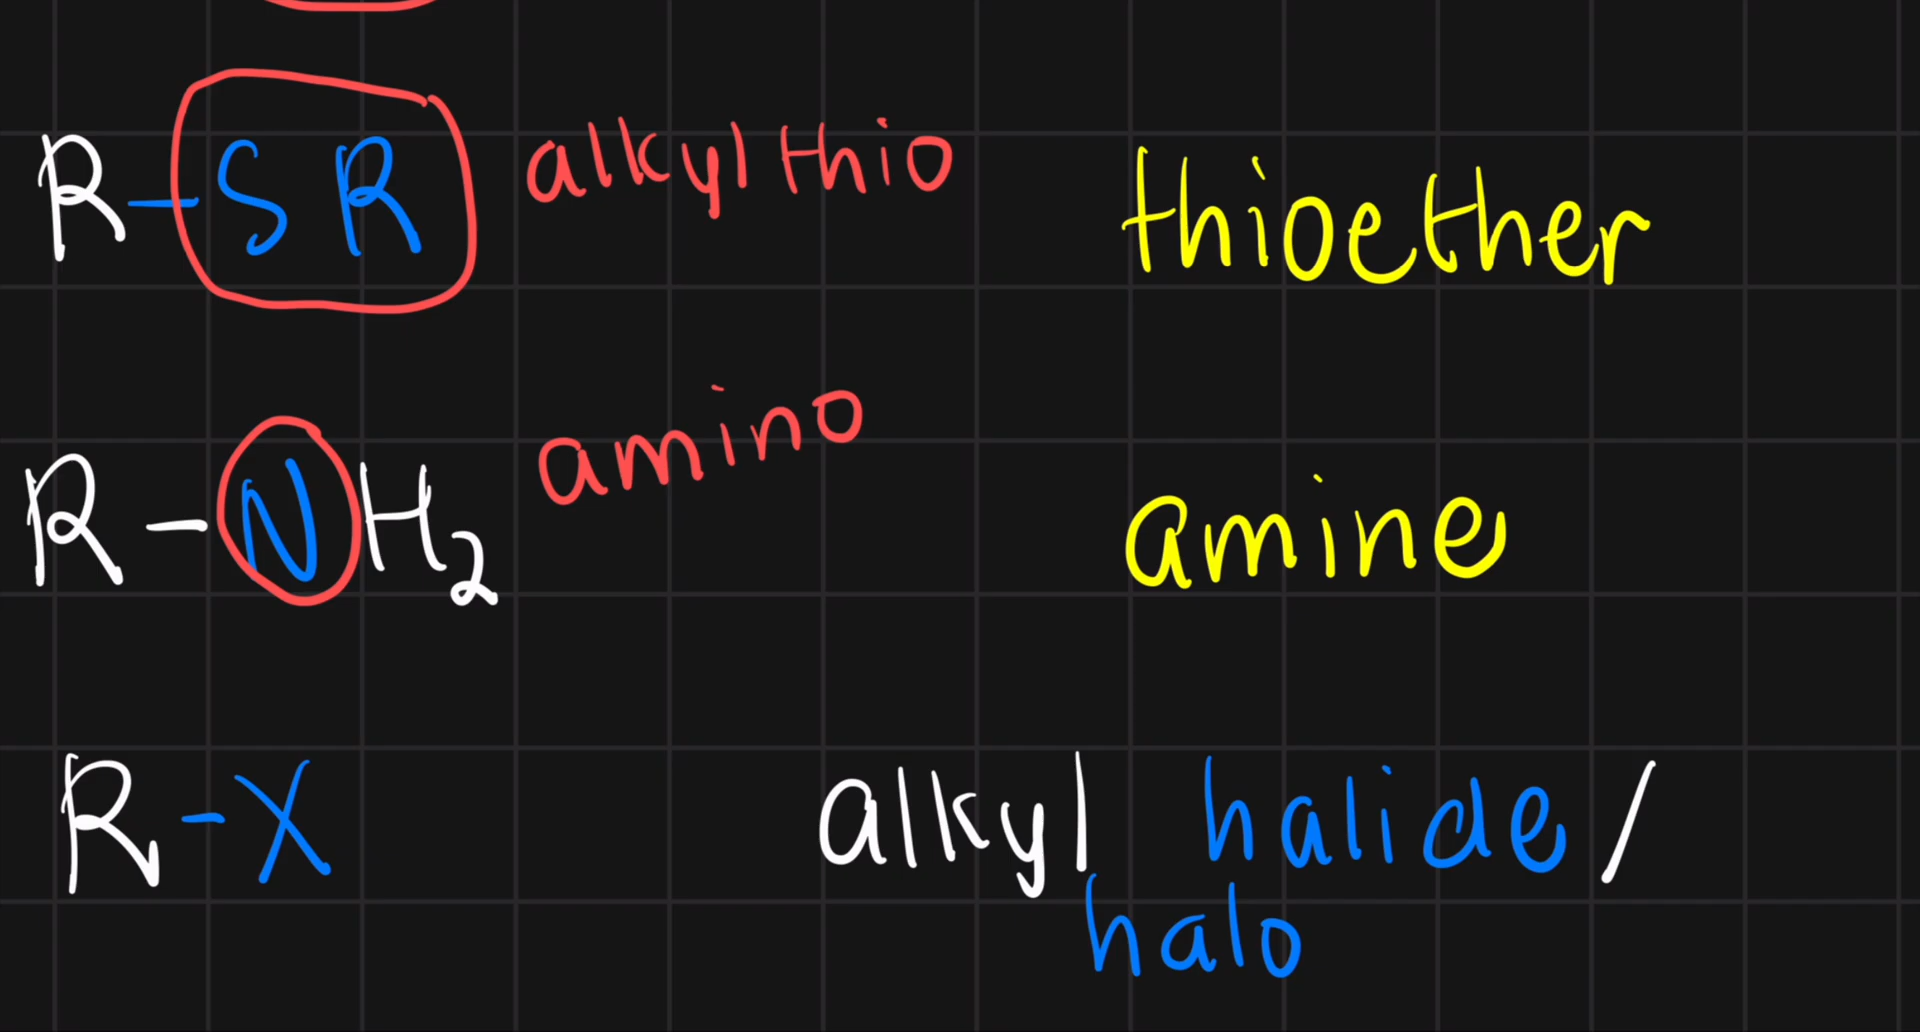 R-SR alkylthio thioether
R-NH₂ amino amine
R-X alkyl halide/
halo